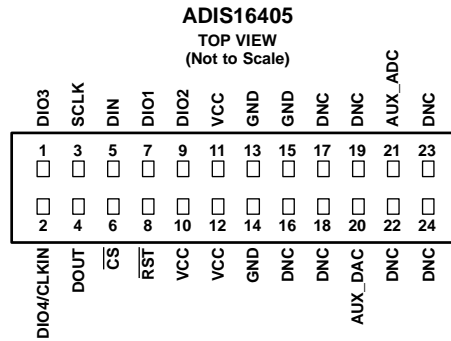 ADIS16405
TOP VIEW
(Not to Scale)
DIO3 SCLK DIN DIO1 DIO2 VCC GND GND DNC DNC AUX_ADC DNC
1 3 5 7 9 11 13 15 17 19 21 23
2 4 6 8 10 12 14 16 18 20 22 24
DIO4/CLKIN DOUT CS RST VCC VCC GND DNC DNC AUX_DAC DNC DNC